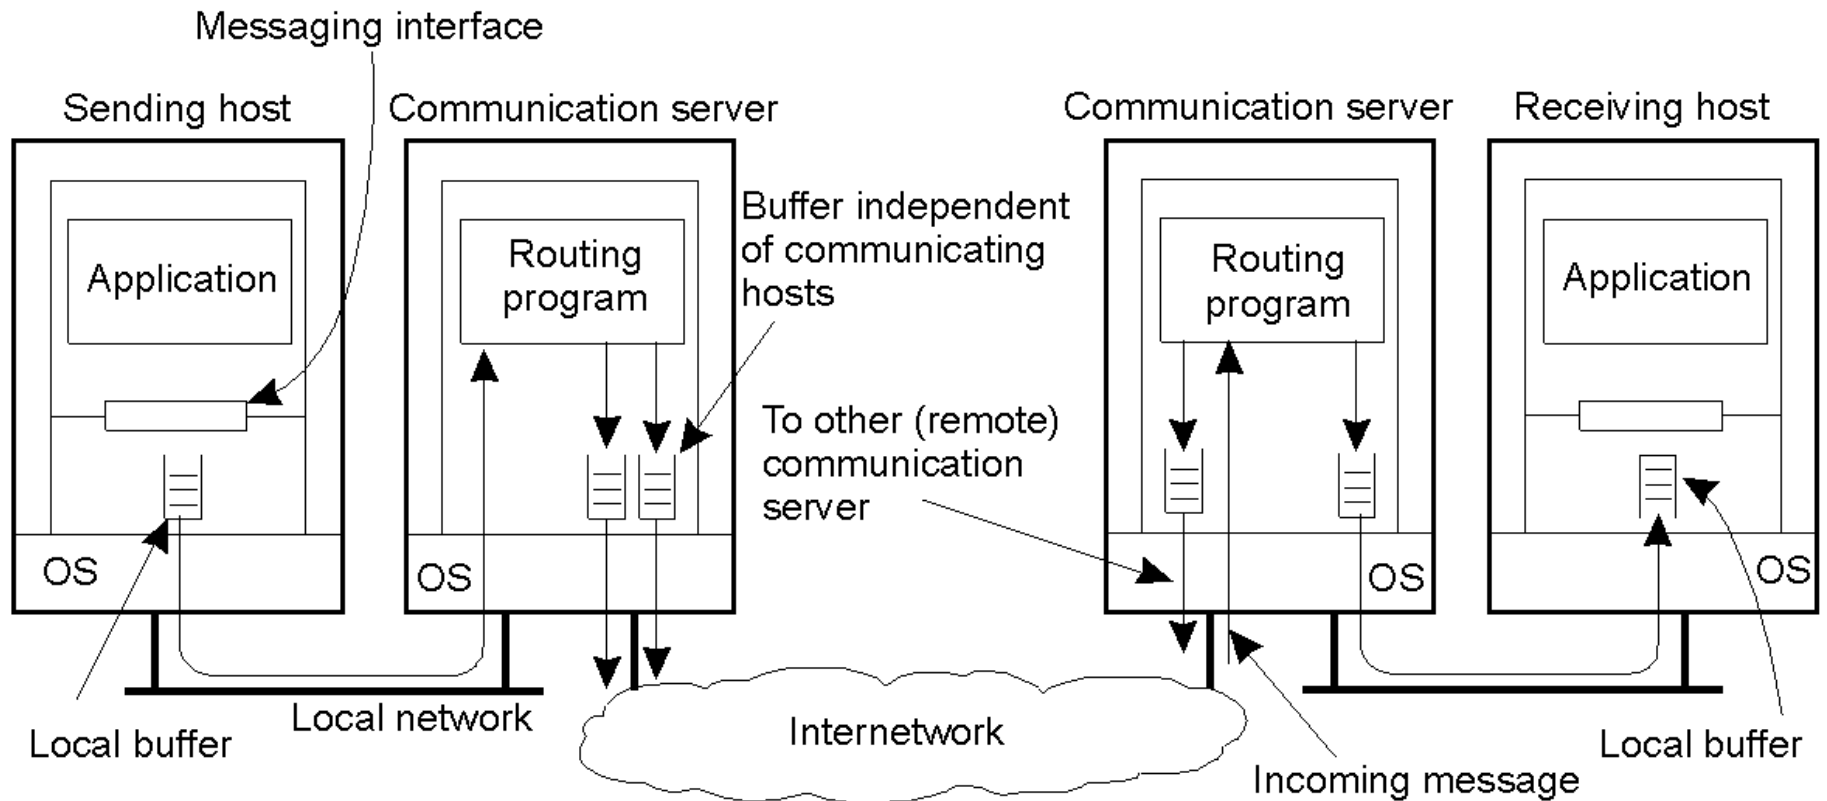 Messaging interface
Sending host
Communication server
Communication server
Receiving host
Buffer independent
of communicating
hosts
Application
Routing
program
Routing
program
Application
To other (remote)
communication
server
OS
OS
OS
OS
Local network
Local buffer
Internetwork
Incoming message
Local buffer